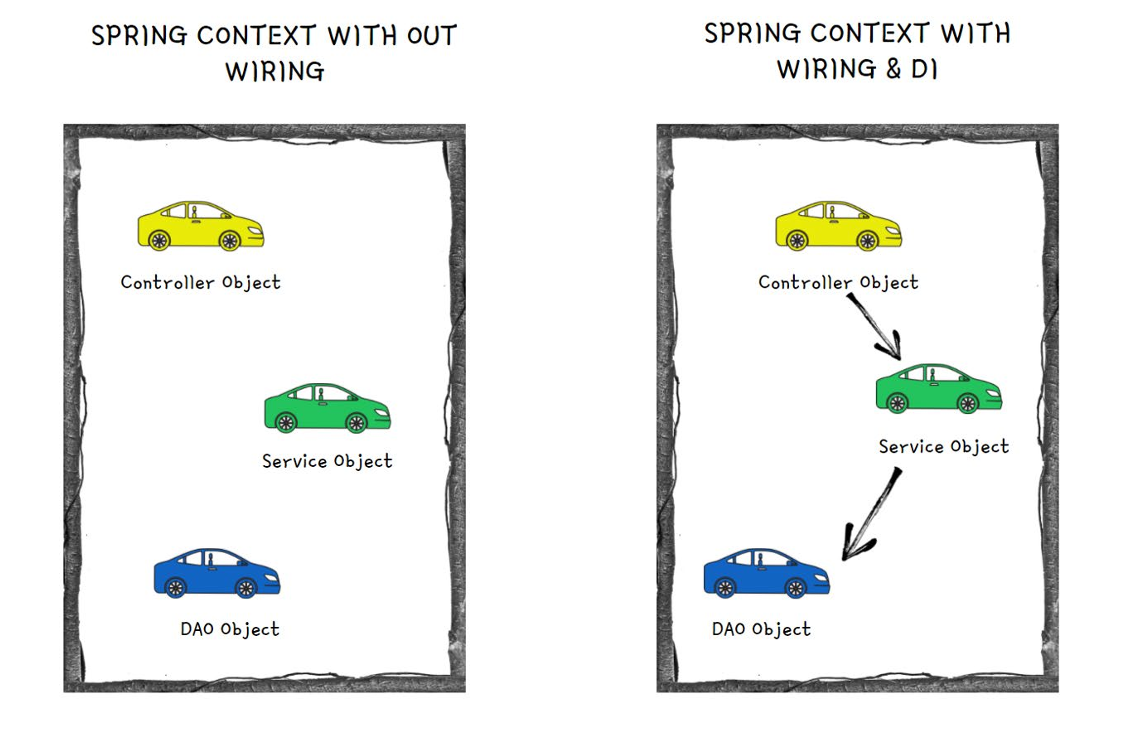 SPRING CONTEXT WITH OUT
WIRING
Controller Object
Service Object
DAO Object
SPRING CONTEXT WITH
WIRING & DI
Controller Object
Service Object
DAO Object